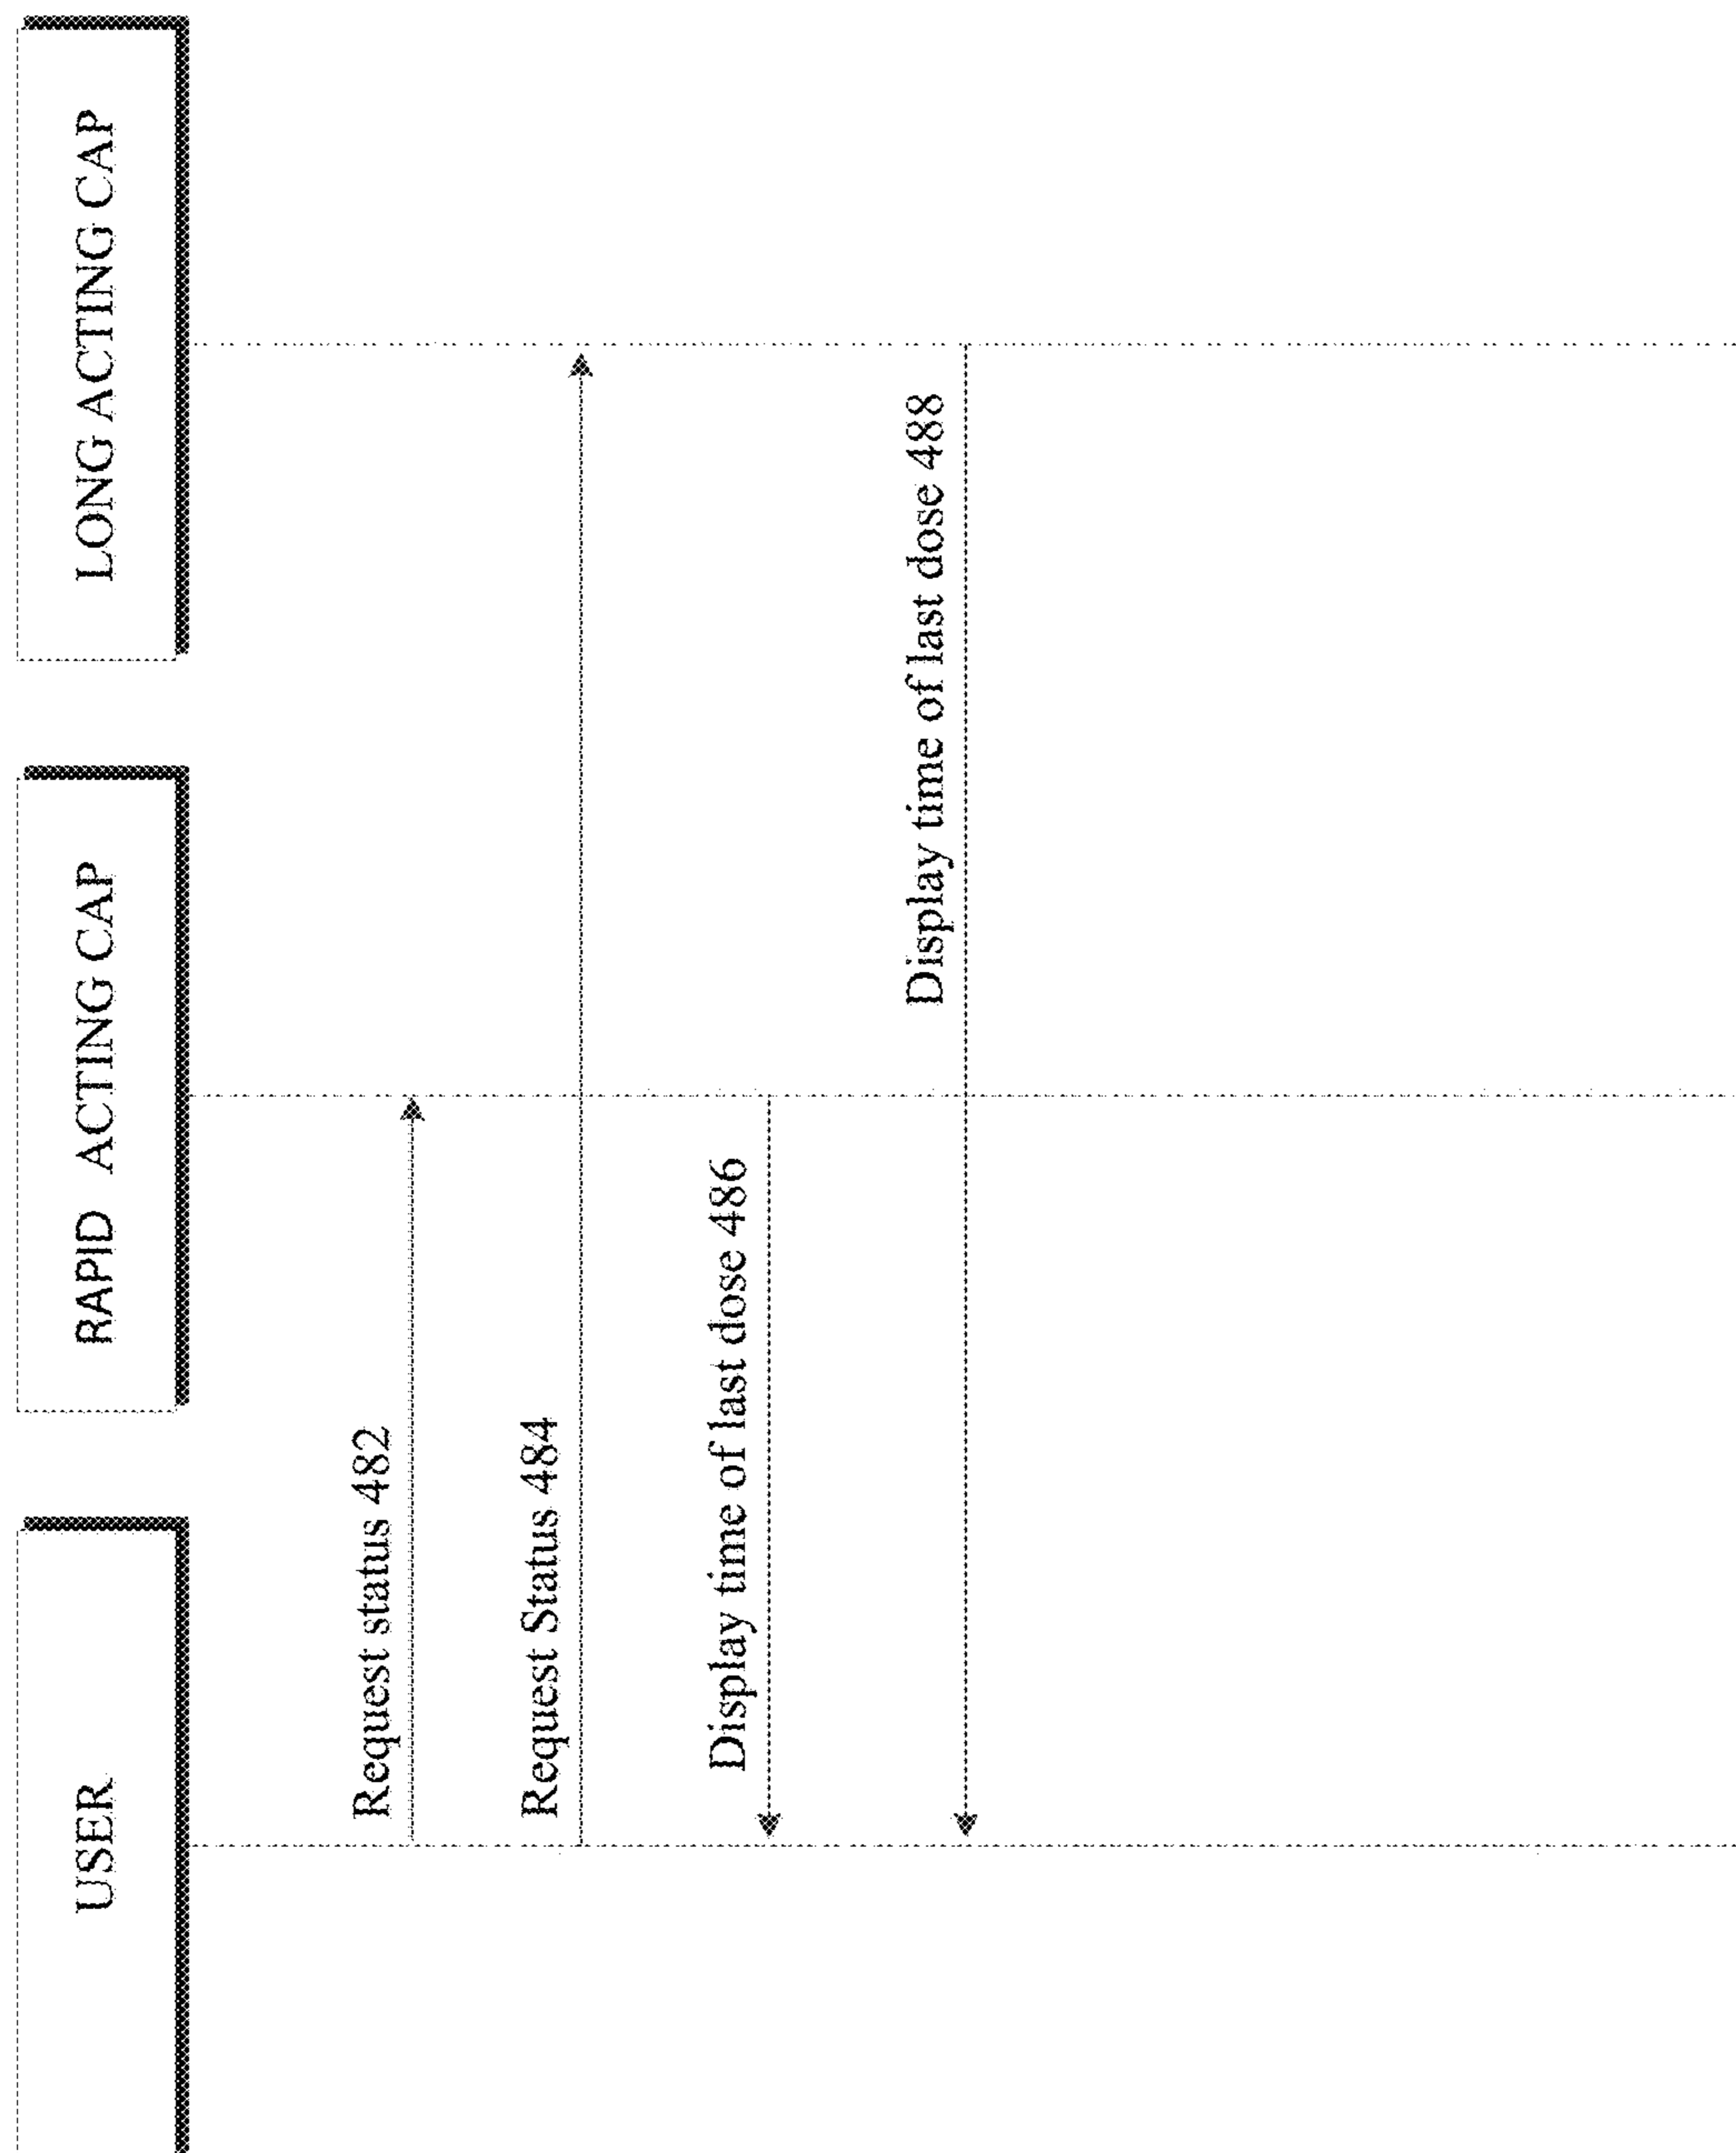 USER
RAPID ACTING CAP
LONG ACTING CAP
Request status 482
Request Status 484
Display time of last dose 486
Display time of last dose 488